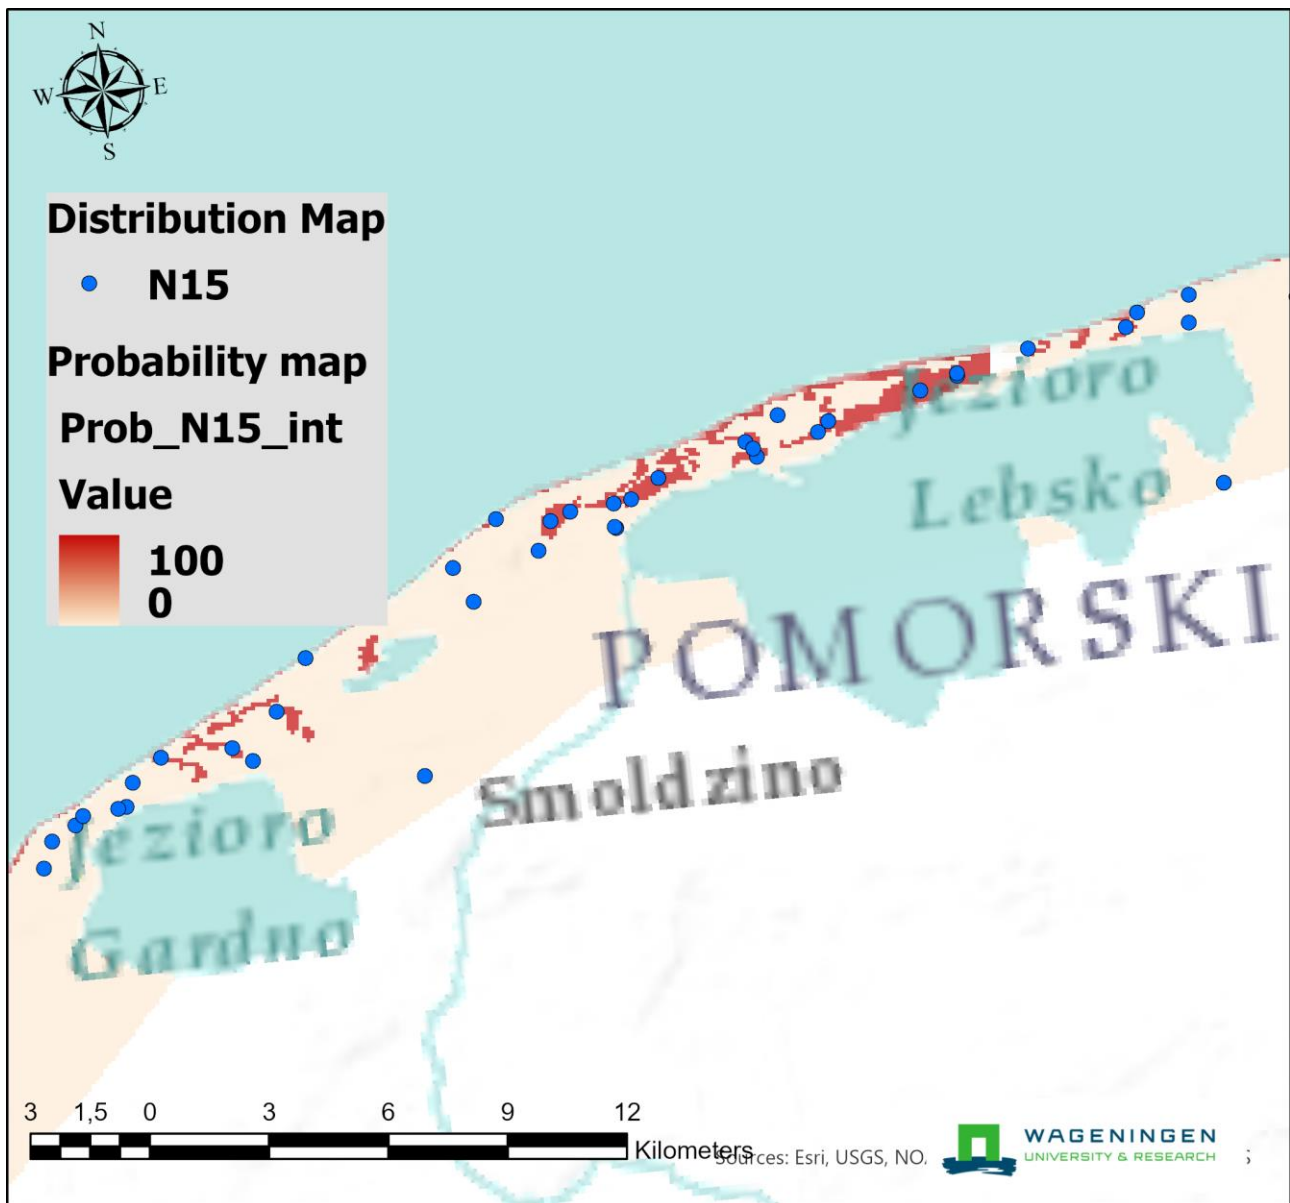 N
W E
S
Distribution Map
N15
Probability map
Prob_N15_int
Value
100
0
Jezioro
Lebsko
POMORSKI
Smoldzino
Jezioro
Gardno
3 1,5 0 3 6 9 12
Kilometers
Sources: Esri, USGS, NO.
WAGENINGEN
UNIVERSITY & RESEARCH
S